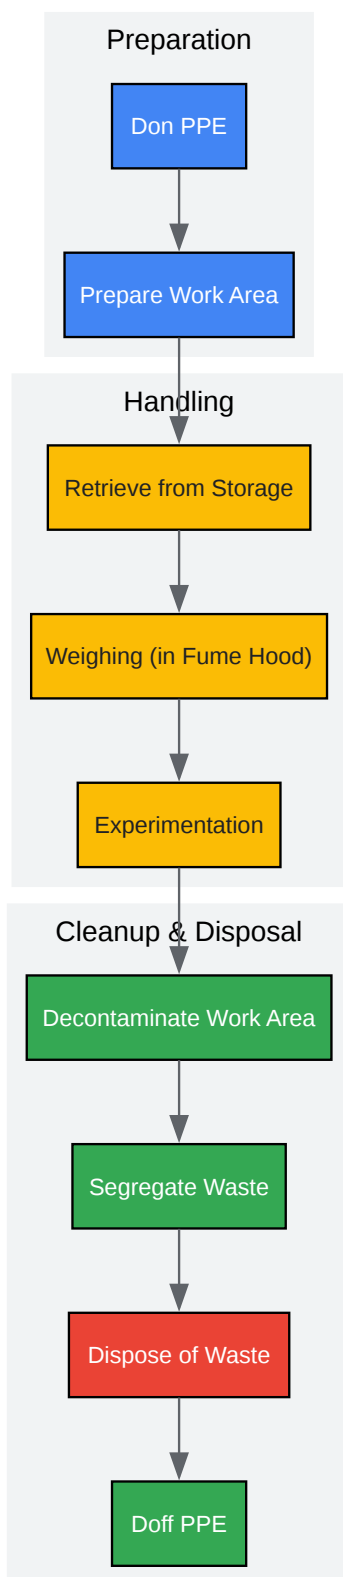 Preparation
Don PPE
Prepare Work Area
Handling
Retrieve from Storage
Weighing (in Fume Hood)
Experimentation
Cleanup & Disposal
Decontaminate Work Area
Segregate Waste
Dispose of Waste
Doff PPE